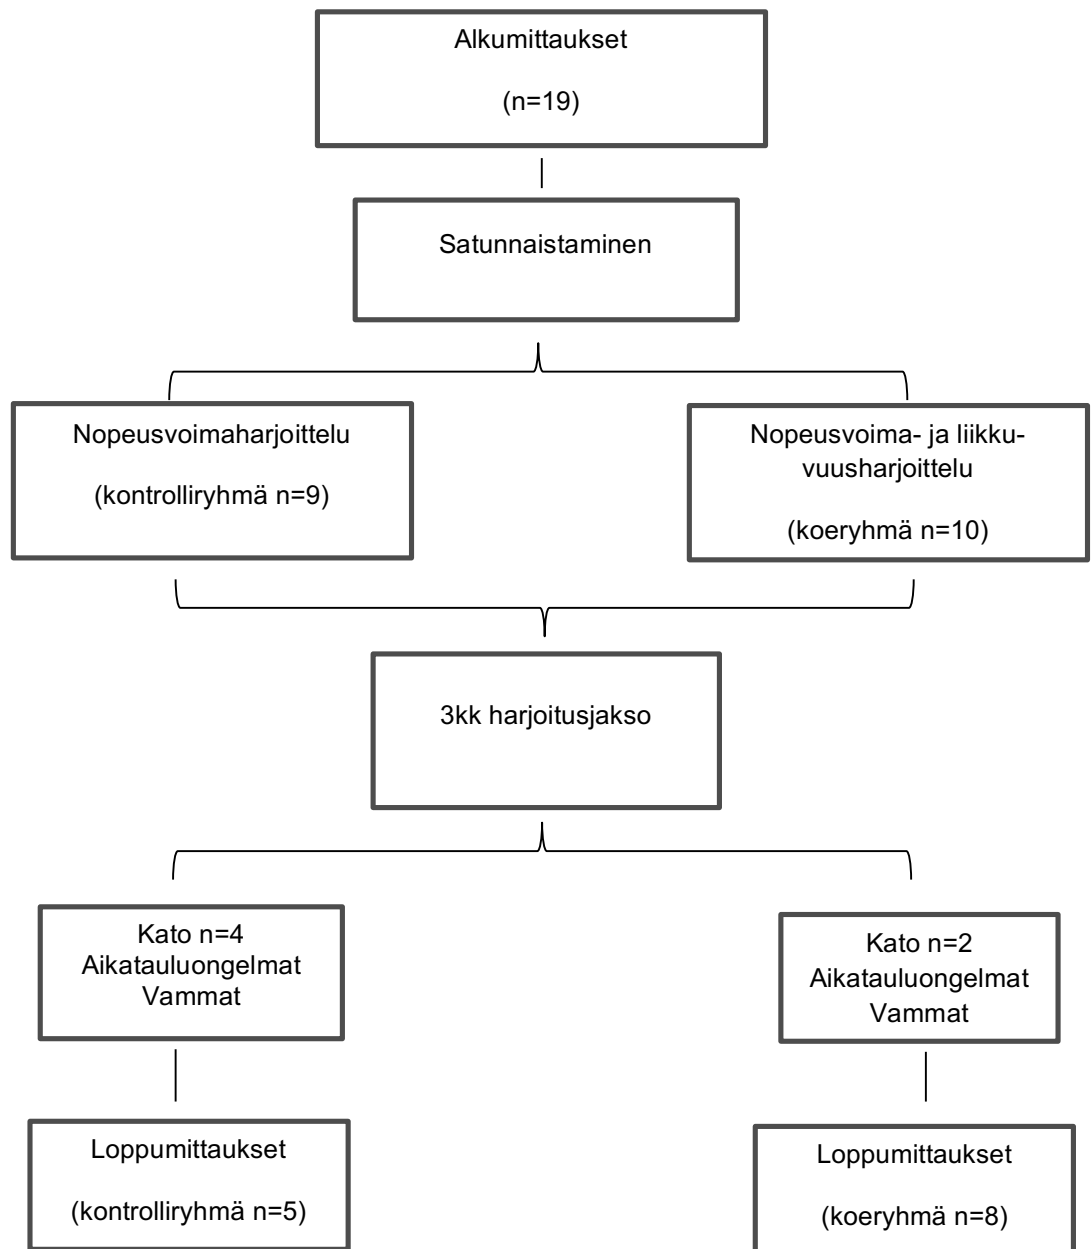 Alkumittaukset
(n=19)
Satunnaistaminen
Nopeusvoimaharjoittelu
(kontrolliryhmä n=9)
Nopeusvoima- ja liikku-
vuusharjoittelu
(koeryhmä n=10)
3kk harjoitusjakso
Kato n=4
Aikatauluongelmat
Vammat
Kato n=2
Aikatauluongelmat
Vammat
Loppumittaukset
(kontrolliryhmä n=5)
Loppumittaukset
(koeryhmä n=8)